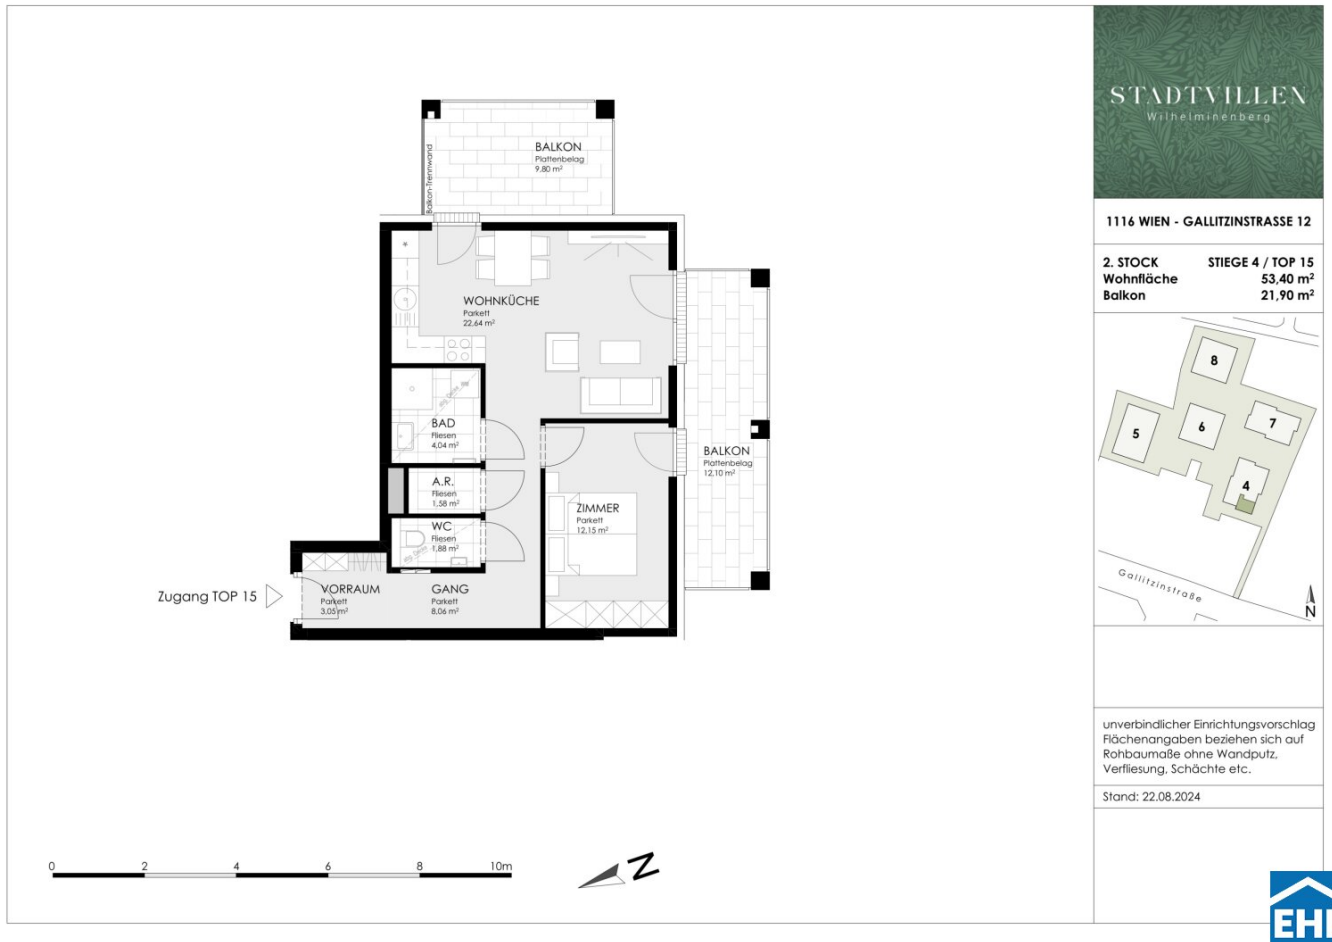 BALKON
Plattenbelag
9,80 m²
Balkon-Trennwand
WOHNKÜCHE
Parkett
22,64 m²
BAD
Fliesen
4,04 m²
BALKON
Plattenbelag
12,10 m²
A.R.
Fliesen
1,58 m²
ZIMMER
Parkett
12,15 m²
WC
Fliesen
1,88 m²
Zugang TOP 15
VORRAUM
Parkett
3,05 m²
GANG
Parkett
8,06 m²
0 2 4 6 8 10m
N
STADTVILLEN
Wilhelminenberg
1116 WIEN - GALLITZINSTRASSE 12
2. STOCK STIEGE 4 / TOP 15
Wohnfläche 53,40 m²
Balkon 21,90 m²
8
7
6
5
4
Gallitzinstraße
N
unverbindlicher Einrichtungsvorschlag
Flächenangaben beziehen sich auf
Rohbaumaße ohne Wandputz,
Verfliesung, Schächte etc.
Stand: 22.08.2024
EHL